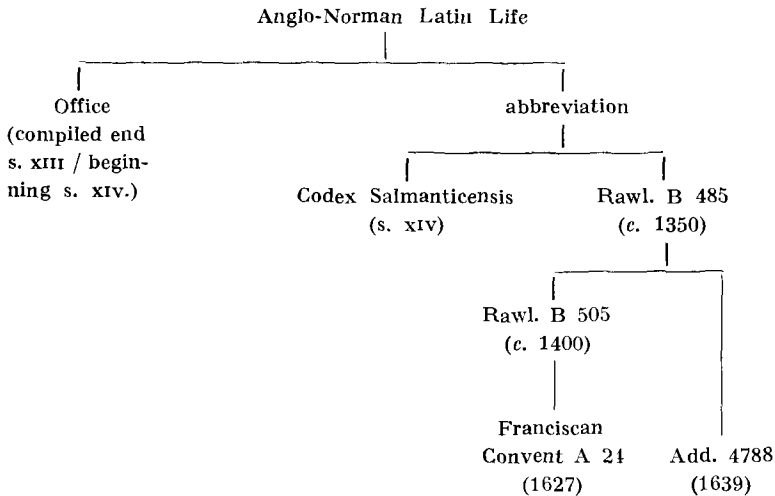 Anglo-Norman Latin Life
Office
(compiled end
s. XIII / begin-
ning s. XIV.)
abbreviation
Codex Salmanticensis
(s. XIV)
Rawl. B 485
(c. 1350)
Rawl. B 505
(c. 1400)
Franciscan
Convent A 24
(1627)
Add. 4788
(1639)